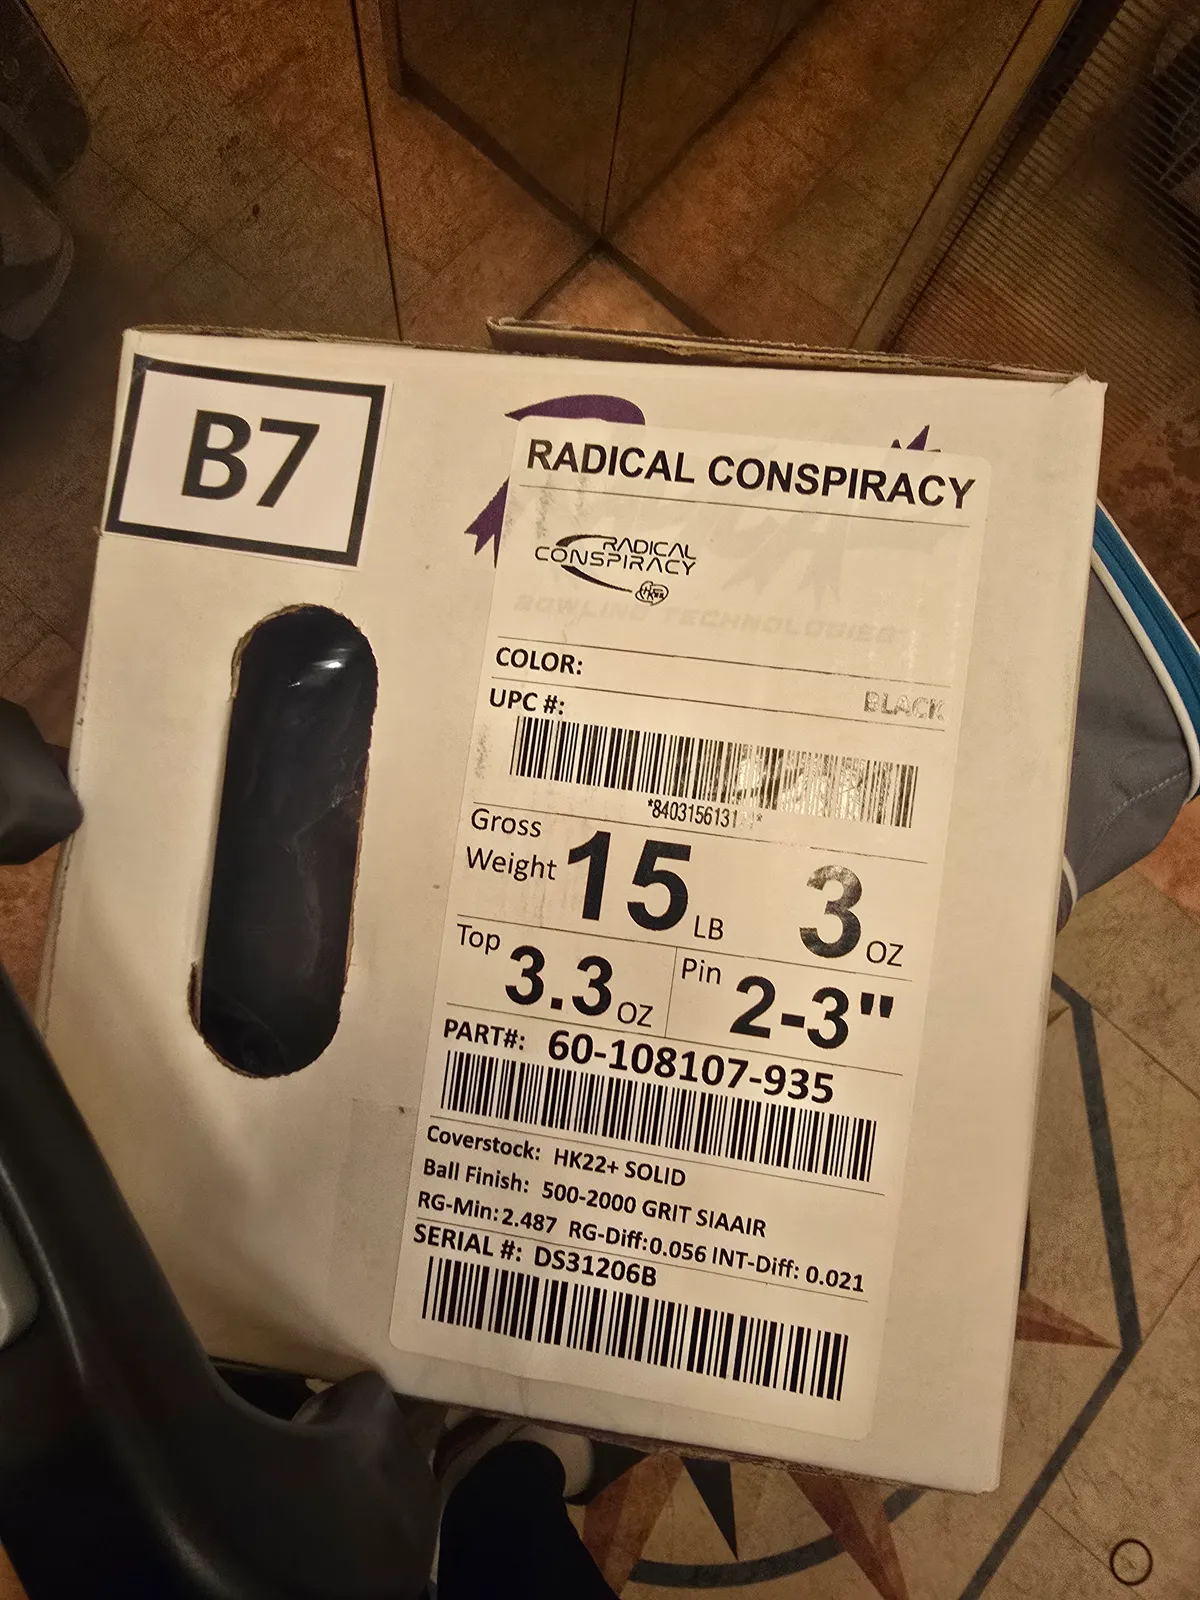 B7
RADICAL CONSPIRACY
RADICAL
CONSPIRACY
BOWLING TECHNOLOGIES
COLOR:
BLACK
UPC #:
Gross
Weight 15 LB 3 OZ
Top 3.3 OZ Pin 2-3"
PART#: 60-108107-935
Coverstock: HK22+ SOLID
Ball Finish: 500-2000 GRIT SIAAIR
RG-Min: 2.487 RG-Diff: 0.056 INT-Diff: 0.021
SERIAL #: DS31206B